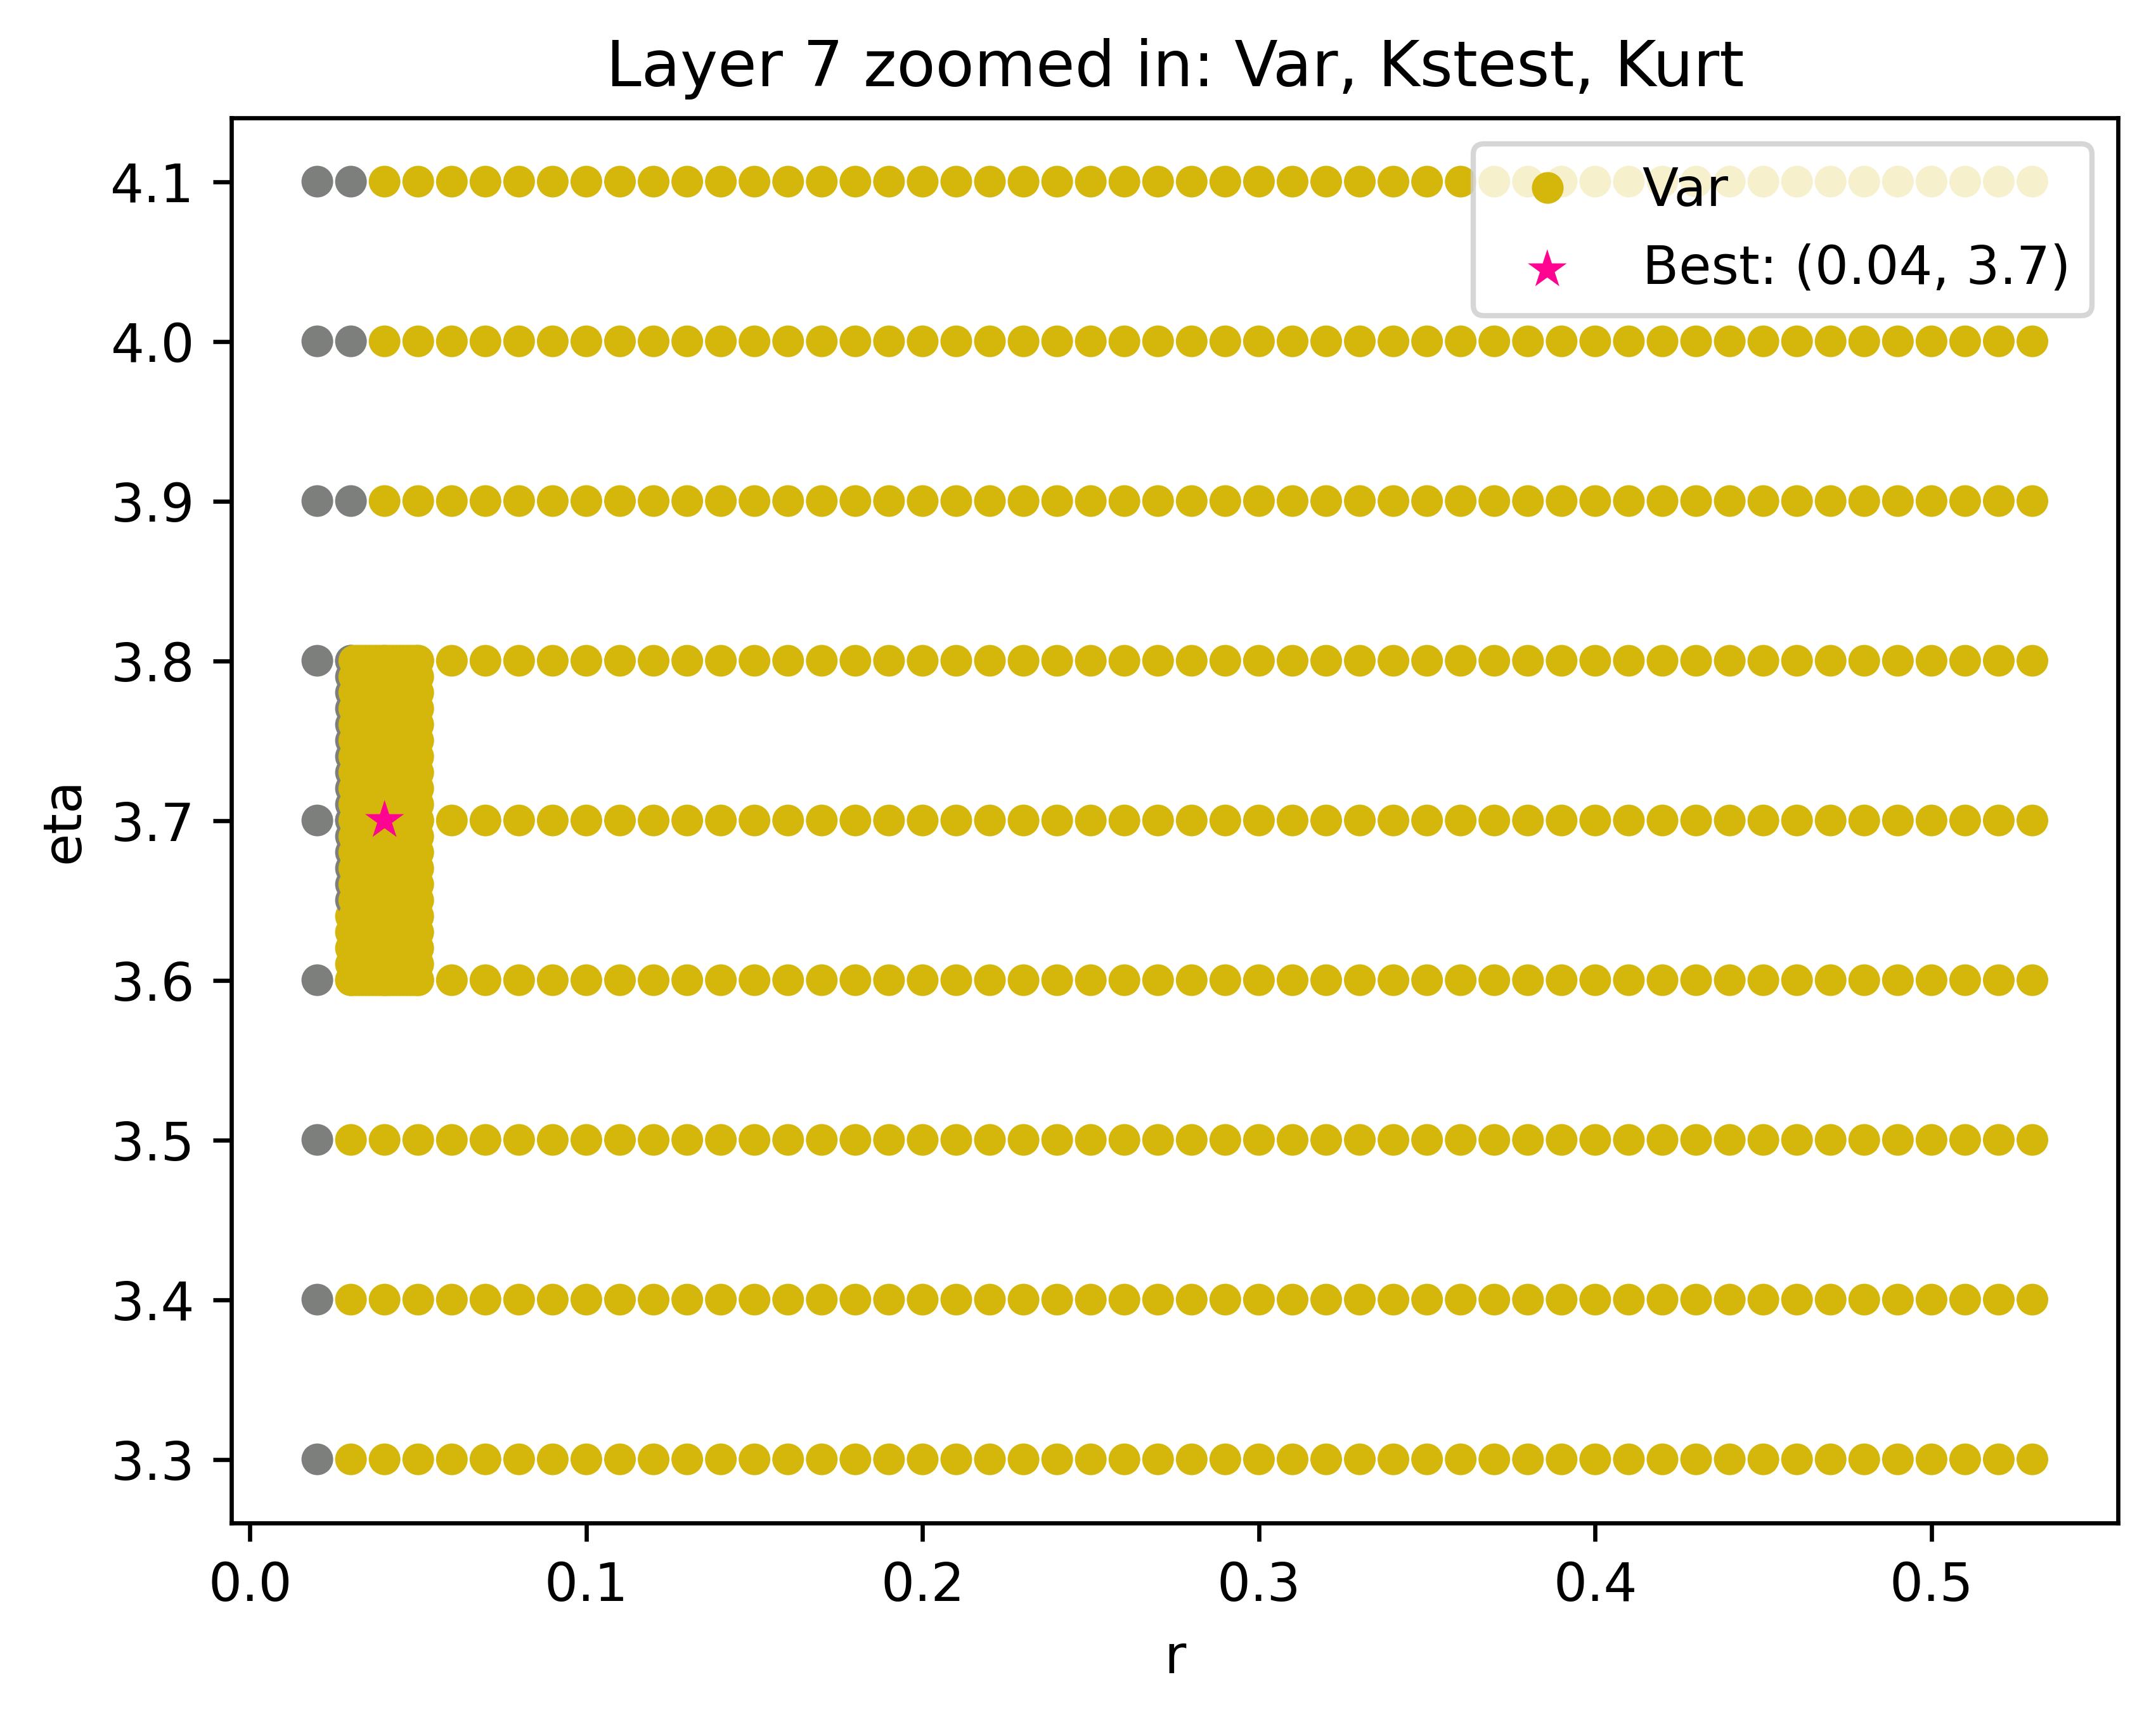 Layer 7 zoomed in: Var, Kstest, Kurt
Var
Best: (0.04, 3.7)
eta
4.1
4.0
3.9
3.8
3.7
3.6
3.5
3.4
3.3
0.0 0.1 0.2 0.3 0.4 0.5
r